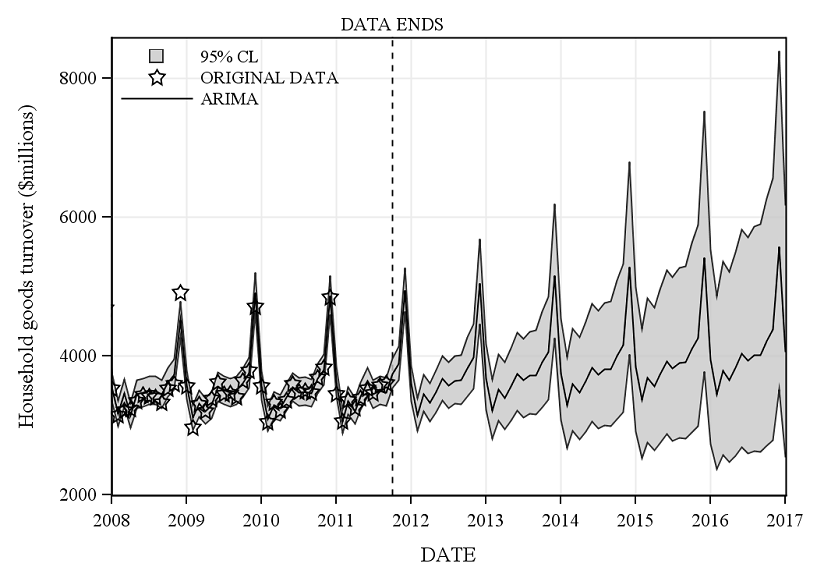 DATA ENDS
95% CL
ORIGINAL DATA
ARIMA
Household goods turnover ($millions)
8000
6000
4000
2000
2008 2009 2010 2011 2012 2013 2014 2015 2016 2017
DATE